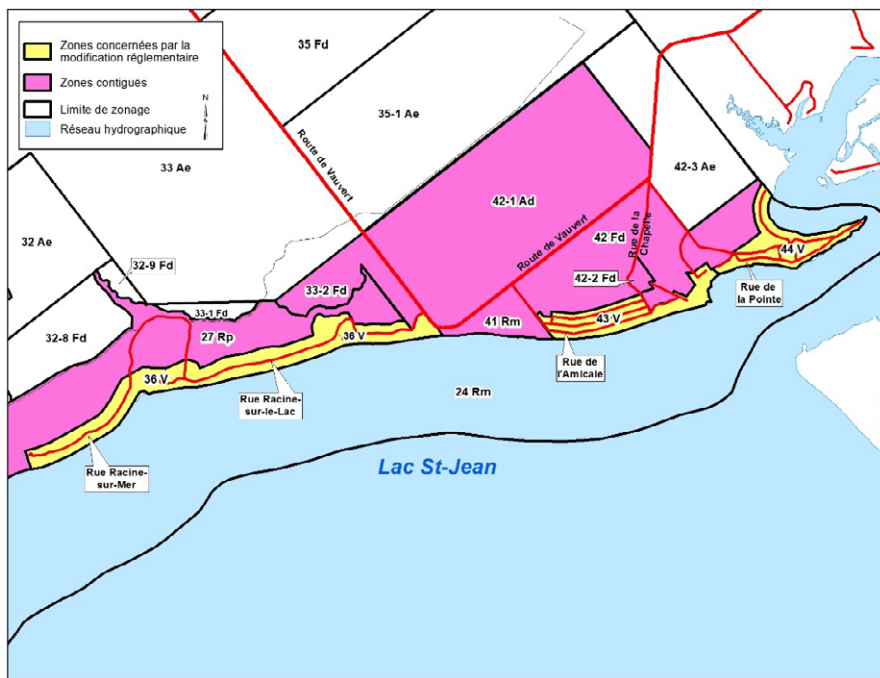 Zones concernées par la
modification réglementaire
Zones contiguës
Limite de zonage
Réseau hydrographique
N
35 Fd
35-1 Ae
33 Ae
Route de Vauvert
42-3 Ae
42-1 Ad
32 Ae
32-9 Fd
Route de Vauvert
Rue de la
Chapelle
42 Fd
44 V
42-2 Fd
Rue de
la Pointe
33-2 Fd
33-1 Fd
32-8 Fd
27 Rp
36 V
41 Rm
43 V
Rue de
l'Amicale
36 V
24 Rm
Rue Racine-
sur-le-Lac
Rue Racine-
sur-Mer
Lac St-Jean